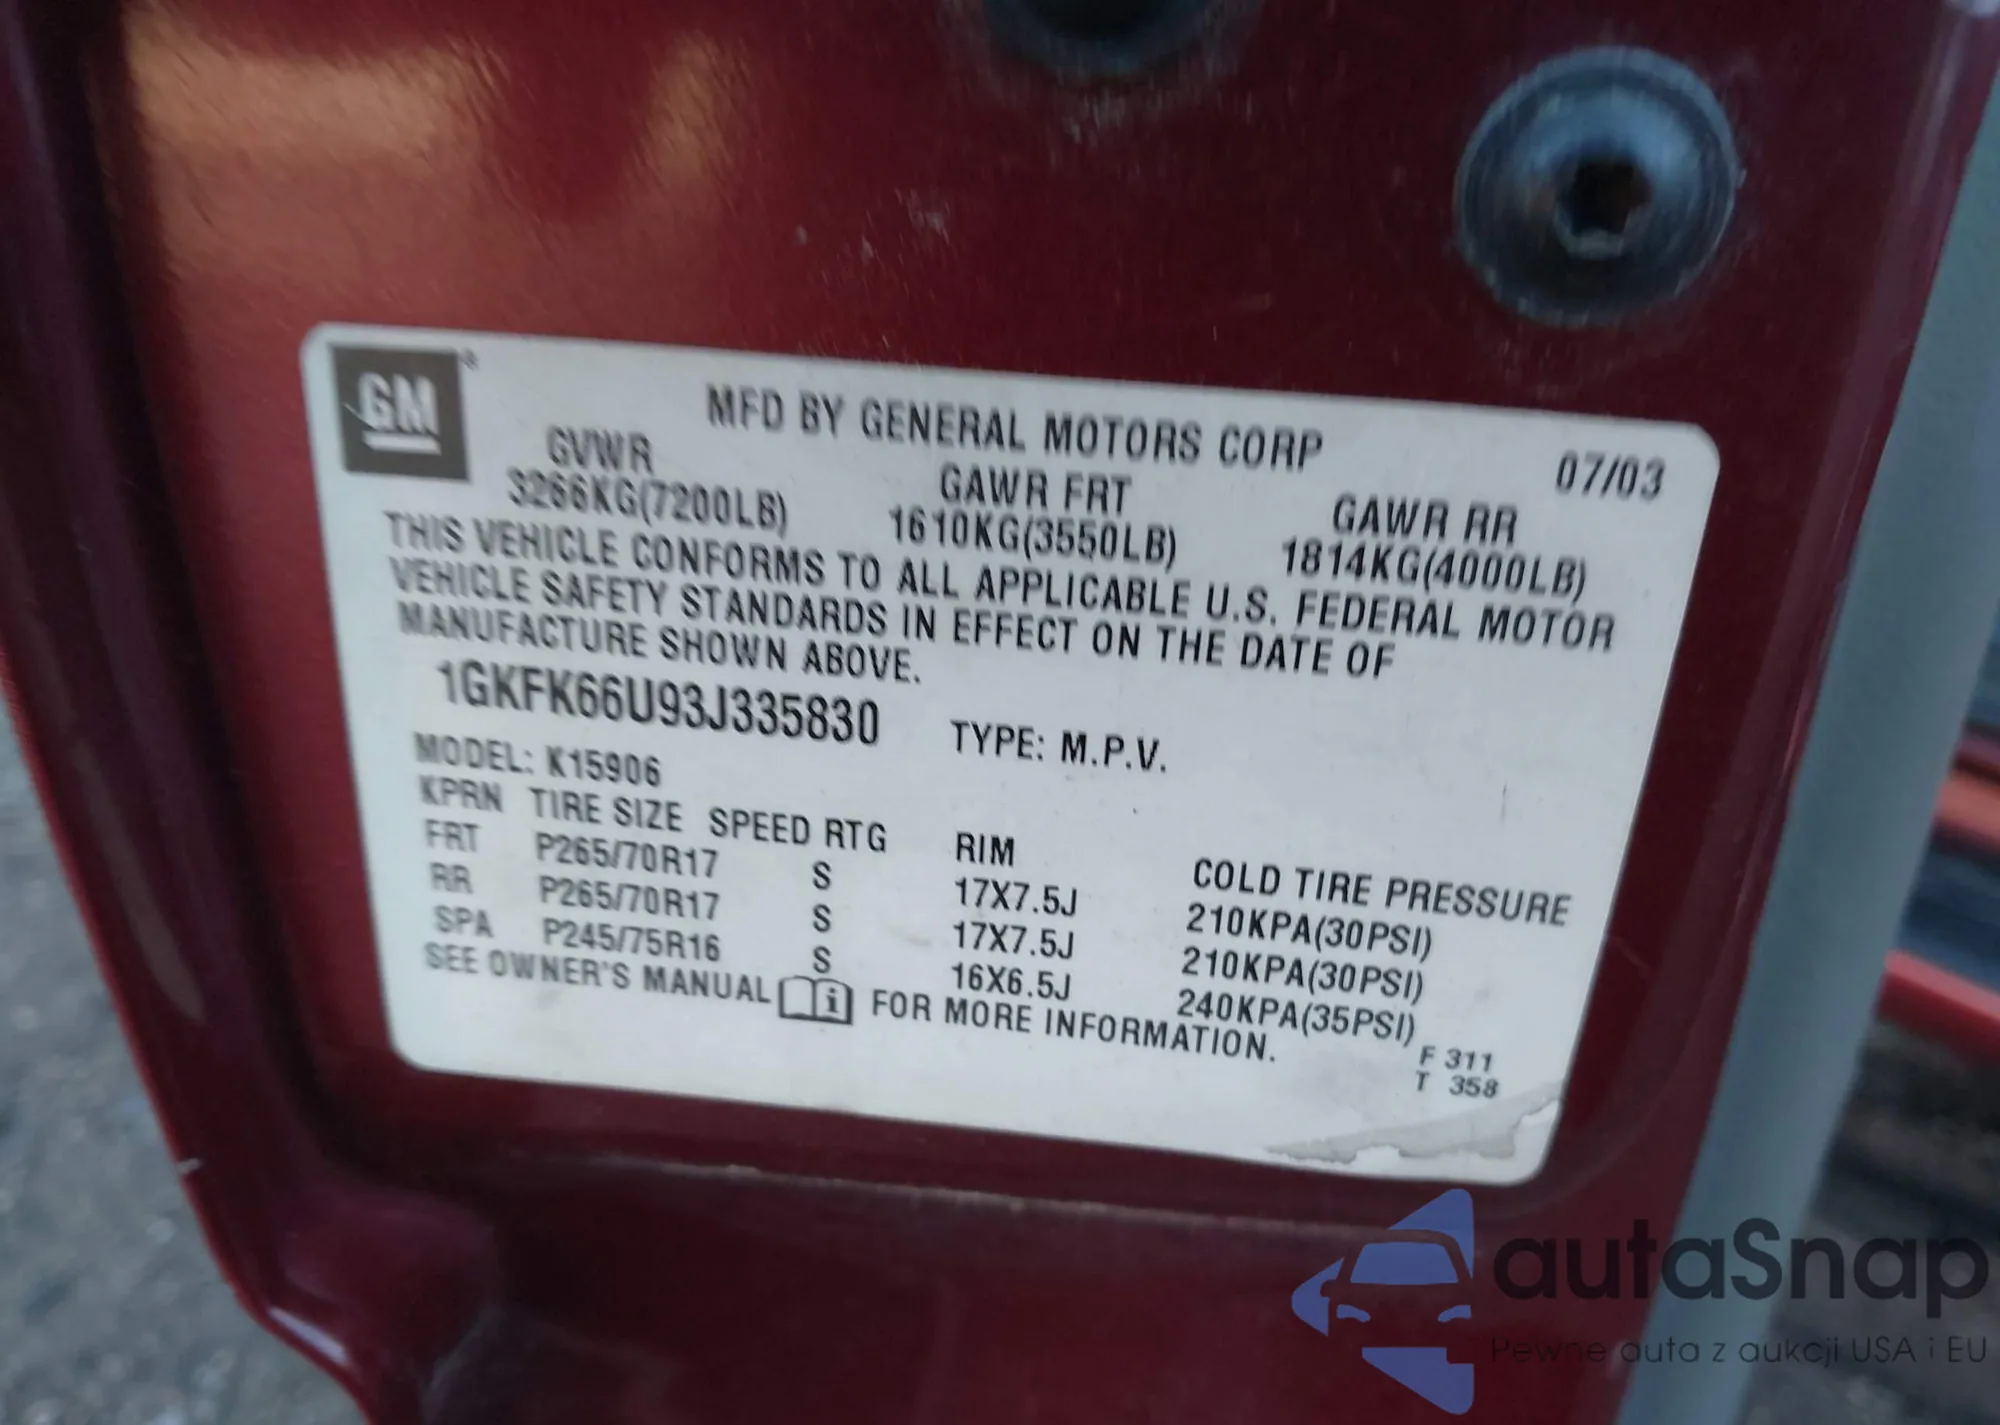 GM®
MFD BY GENERAL MOTORS CORP 07/03
GVWR GAWR FRT GAWR RR
3266KG(7200LB) 1610KG(3550LB) 1814KG(4000LB)
THIS VEHICLE CONFORMS TO ALL APPLICABLE U.S. FEDERAL MOTOR
VEHICLE SAFETY STANDARDS IN EFFECT ON THE DATE OF
MANUFACTURE SHOWN ABOVE.
1GKFK66U93J335830 TYPE: M.P.V.
MODEL: K15906
KPRN TIRE SIZE SPEED RTG RIM COLD TIRE PRESSURE
FRT P265/70R17 S 17X7.5J 210KPA(30PSI)
RR P265/70R17 S 17X7.5J 210KPA(30PSI)
SPA P245/75R16 S 16X6.5J 240KPA(35PSI)
SEE OWNER'S MANUAL i FOR MORE INFORMATION.
F 311
T 358
autaSnap
Pewne auta z aukcji USA i EU